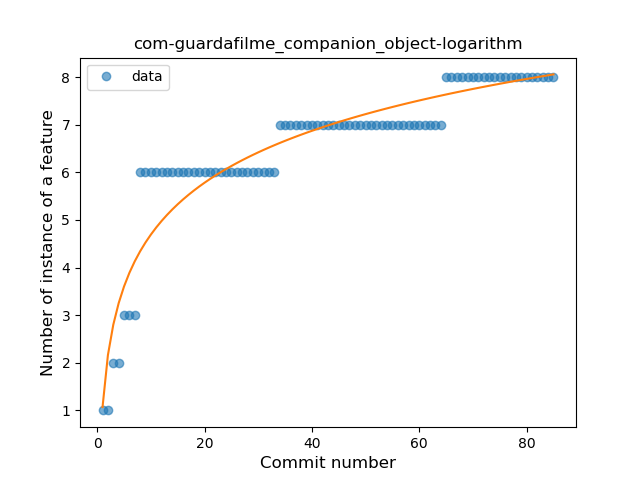 com-guardafilme_companion_object-logarithm
data
Number of instance of a feature
8
7
6
5
4
3
2
1
0 20 40 60 80
Commit number